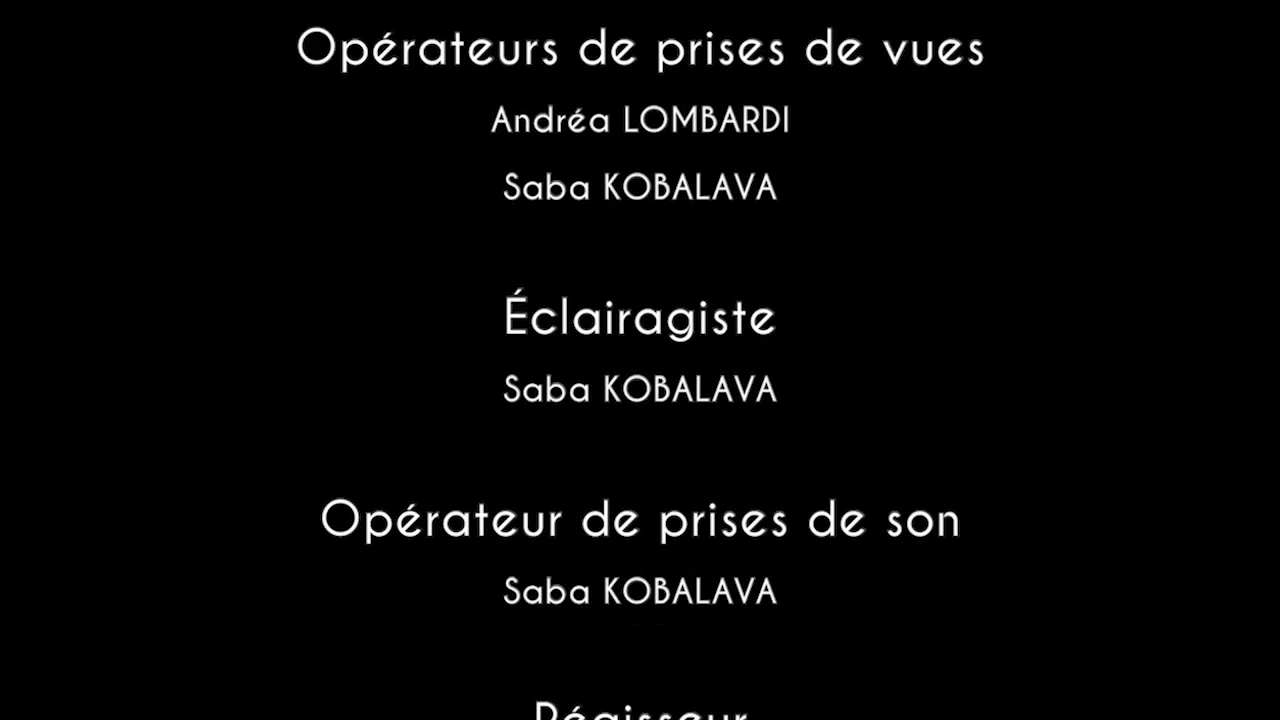 Opérateurs de prises de vues
Andréa LOMBARDI
Saba KOBALAVA
Éclairagiste
Saba KOBALAVA
Opérateur de prises de son
Saba KOBALAVA
Régisseur